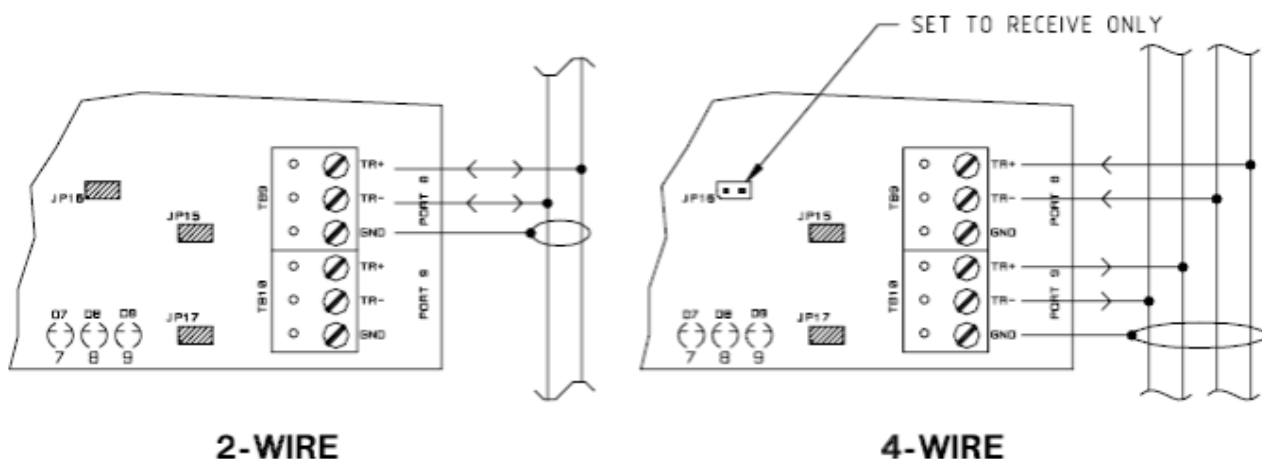 SET TO RECEIVE ONLY
JP16
JP15
JP17
D7 D8 D9
7 8 9
TB9
TB10
TR+
TR-
GND
TR+
TR-
GND
PORT 8
PORT 9
2-WIRE
JP16
JP15
JP17
D7 D8 D9
7 8 9
TB9
TB10
TR+
TR-
GND
TR+
TR-
GND
PORT 8
PORT 9
4-WIRE